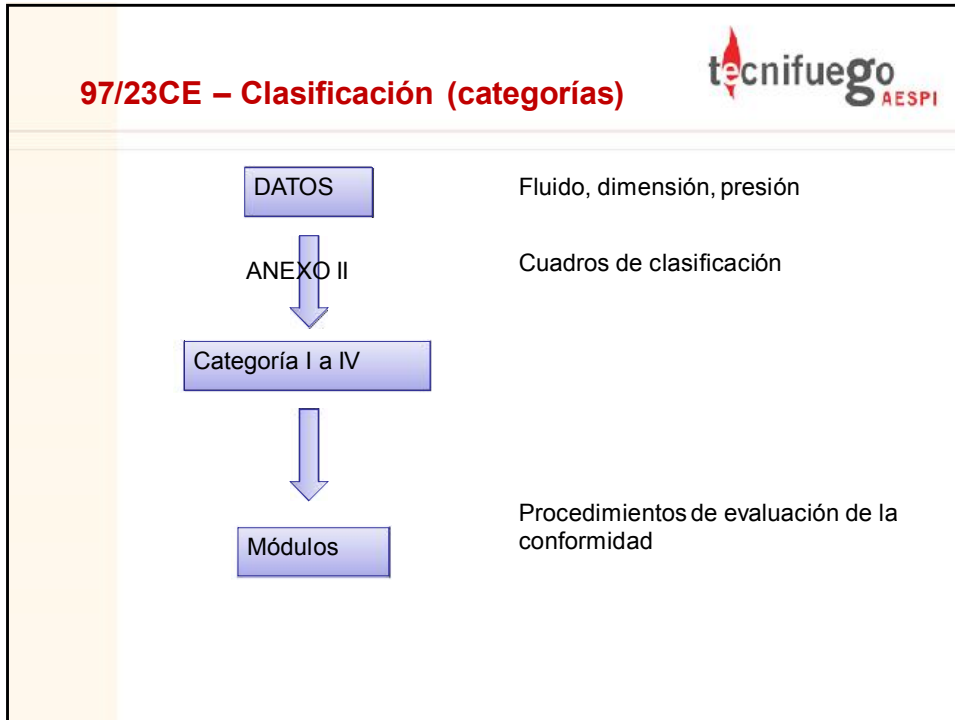 97/23CE – Clasificación (categorías)
tecnifuego
AESPI
DATOS
Fluido, dimensión, presión
ANEXO II
Cuadros de clasificación
Categoría I a IV
Módulos
Procedimientos de evaluación de la
conformidad